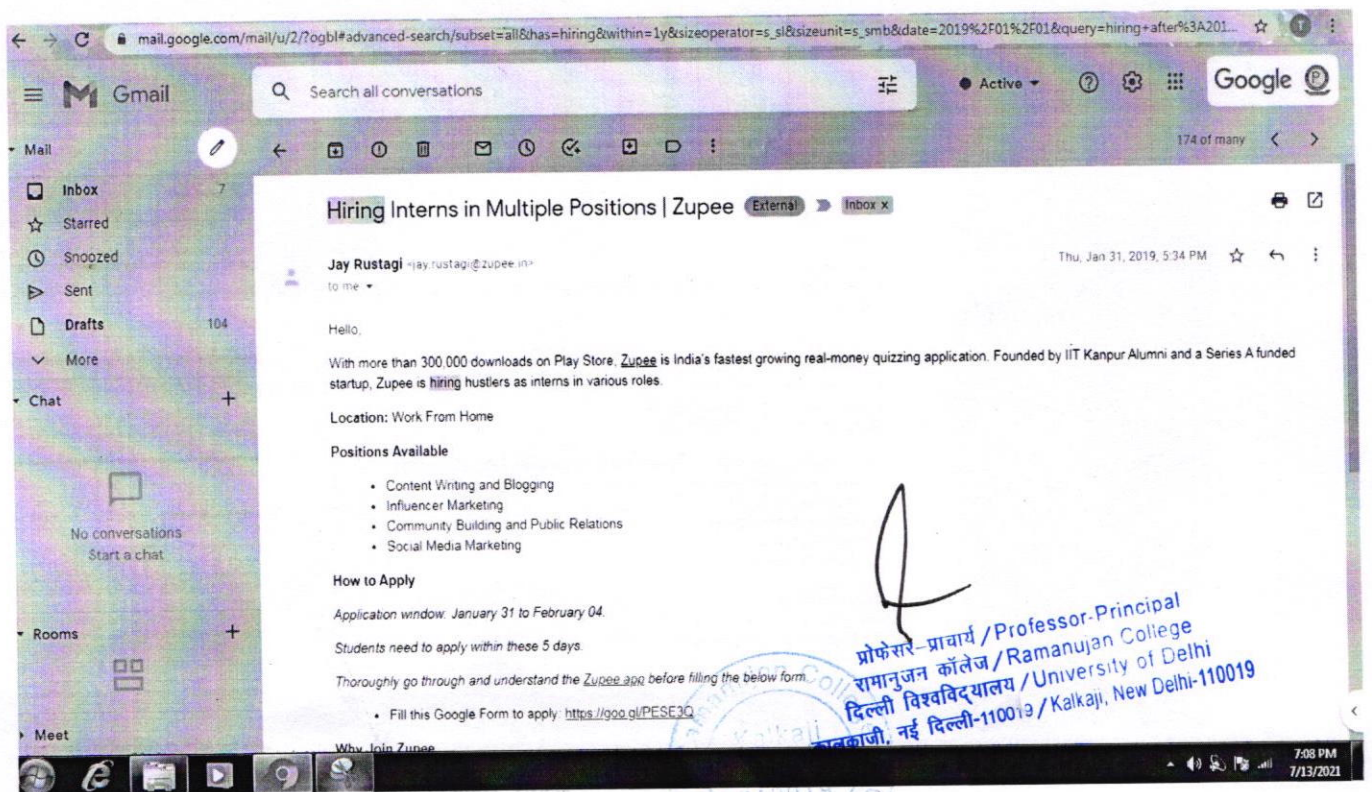 mail.google.com/mail/u/2/?ogbl#advanced-search/subset=all&has=hiring&within=1y&sizeoperator=s_sl&sizeunit=s_smb&date=2019%2F01%2F01&query=hiring+after%3A201...
T
Gmail
Search all conversations
Active
Google
Mail
174 of many
Inbox 7
Starred
Snoozed
Sent
Drafts 104
More
Chat
No conversations
Start a chat
Rooms
Meet
Hiring Interns in Multiple Positions | Zupee External Inbox x
Jay Rustagi <jay.rustagi@zupee.in>
Thu, Jan 31, 2019, 5:34 PM
to me
Hello,
With more than 300,000 downloads on Play Store, Zupee is India's fastest growing real-money quizzing application. Founded by IIT Kanpur Alumni and a Series A funded
startup, Zupee is hiring hustlers as interns in various roles.
Location: Work From Home
Positions Available
• Content Writing and Blogging
• Influencer Marketing
• Community Building and Public Relations
• Social Media Marketing
How to Apply
Application window: January 31 to February 04.
Students need to apply within these 5 days.
Thoroughly go through and understand the Zupee app before filling the below form.
• Fill this Google Form to apply: https://goo.gl/PESE3Q
Why Join Zupee
प्रोफेसर-प्राचार्य / Professor-Principal
रामानुजन कॉलेज / Ramanujan College
दिल्ली विश्वविद्यालय / University of Delhi
कालकाजी, नई दिल्ली-110019 / Kalkaji, New Delhi-110019
Kalkaji
7:08 PM
7/13/2021